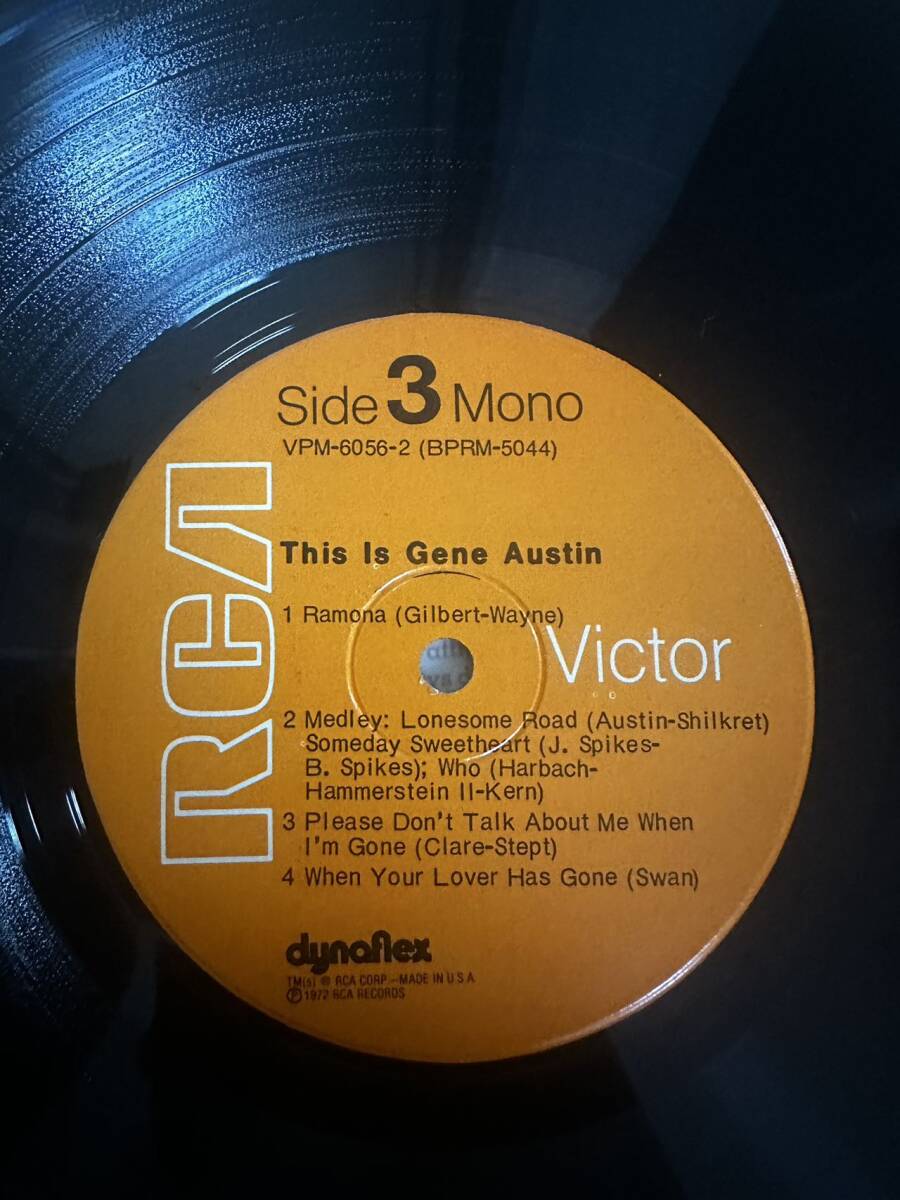 Side 3 Mono
VPM-6056-2 (BPRM-5044)
RCA
This Is Gene Austin
1 Ramona (Gilbert-Wayne)
Victor
2 Medley: Lonesome Road (Austin-Shilkret)
Someday Sweetheart (J. Spikes-
B. Spikes); Who (Harbach-
Hammerstein II-Kern)
3 Please Don't Talk About Me When
I'm Gone (Clare-Stept)
4 When Your Lover Has Gone (Swan)
dynaflex
TM(s) ® RCA CORP.—MADE IN U.S.A.
℗ 1972 RCA RECORDS